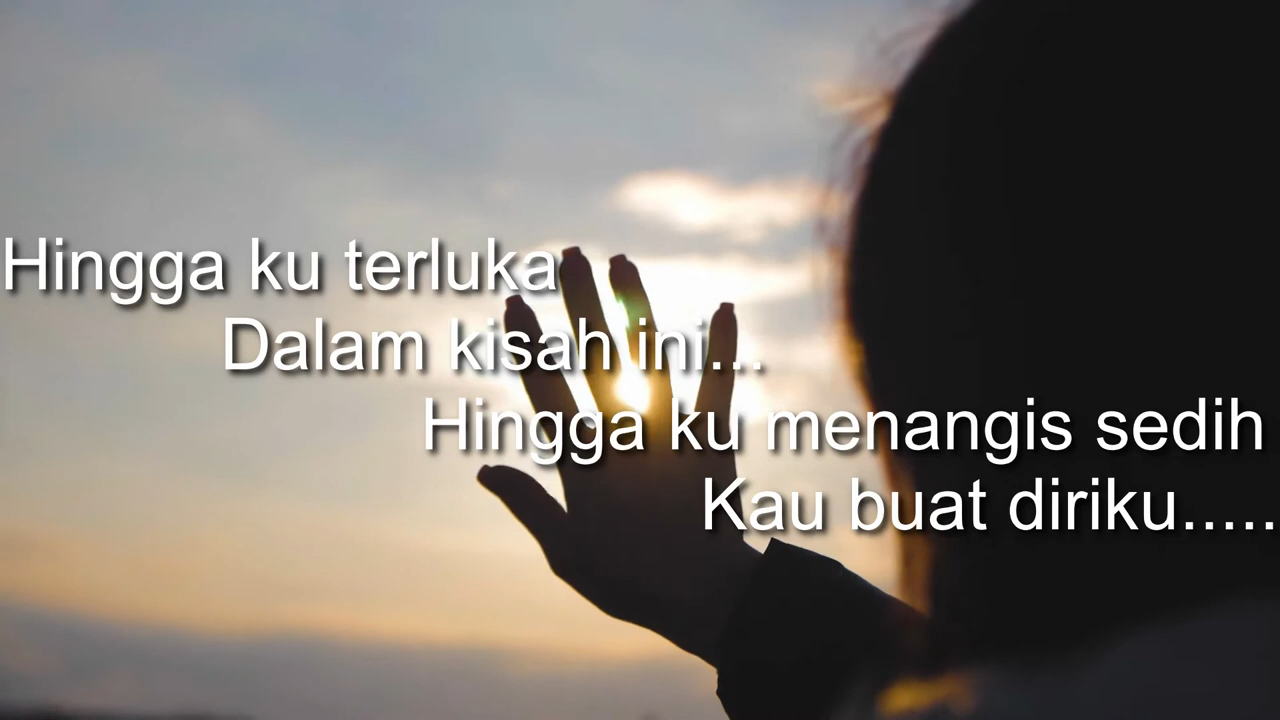 Hingga ku terluka
Dalam kisah ini...
Hingga ku menangis sedih
Kau buat diriku.....